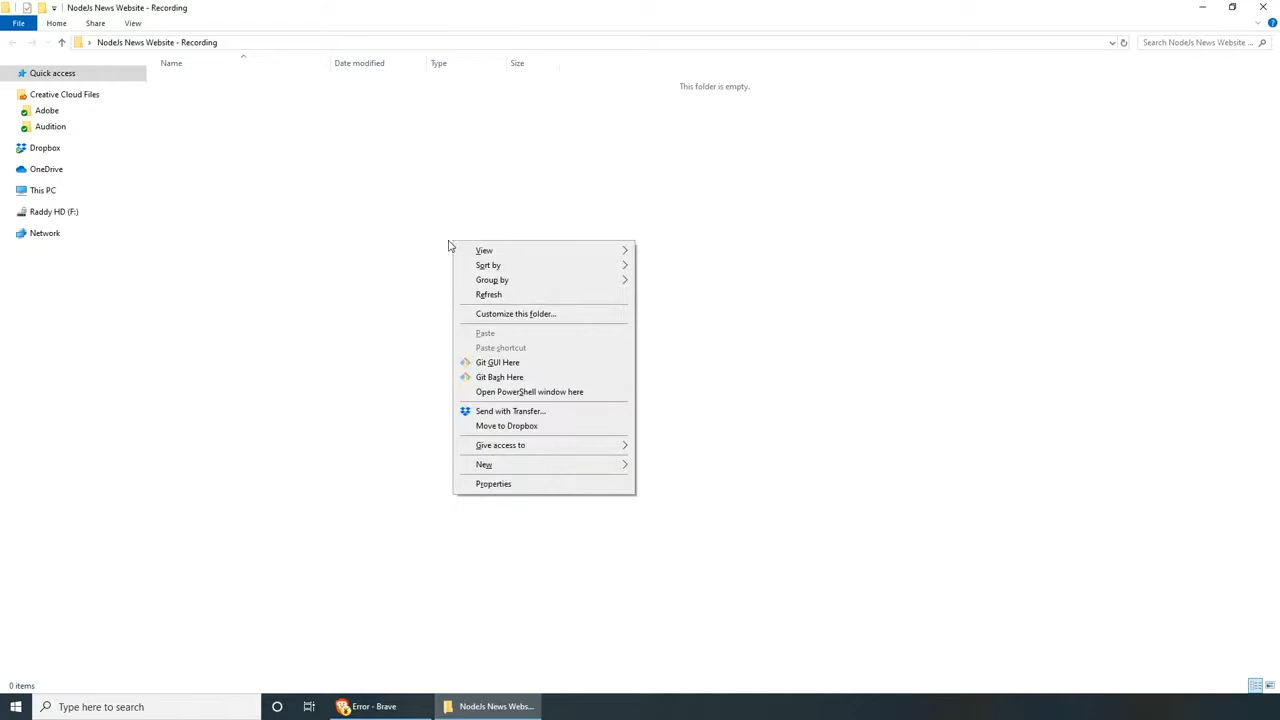 NodeJs News Website - Recording
File
Home
Share
View
NodeJs News Website - Recording
Search NodeJs News Website ...
Name
Date modified
Type
Size
This folder is empty.
Quick access
Creative Cloud Files
Adobe
Audition
Dropbox
OneDrive
This PC
Raddy HD (F:)
Network
View
Sort by
Group by
Refresh
Customize this folder...
Paste
Paste shortcut
Git GUI Here
Git Bash Here
Open PowerShell window here
Send with Transfer...
Move to Dropbox
Give access to
New
Properties
0 items
Type here to search
Error - Brave
NodeJs News Webs...